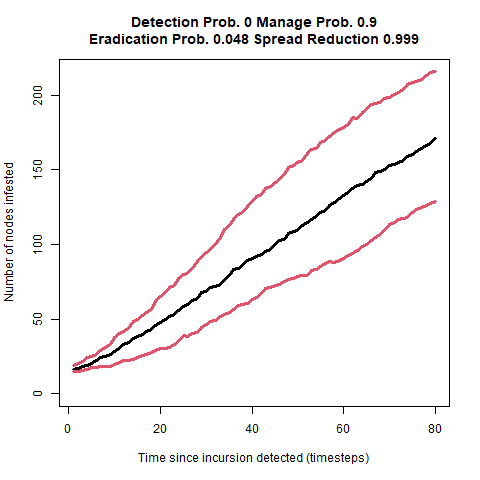 Detection Prob. 0 Manage Prob. 0.9
Eradication Prob. 0.048 Spread Reduction 0.999
Number of nodes infested
200
150
100
50
0
0 20 40 60 80
Time since incursion detected (timesteps)